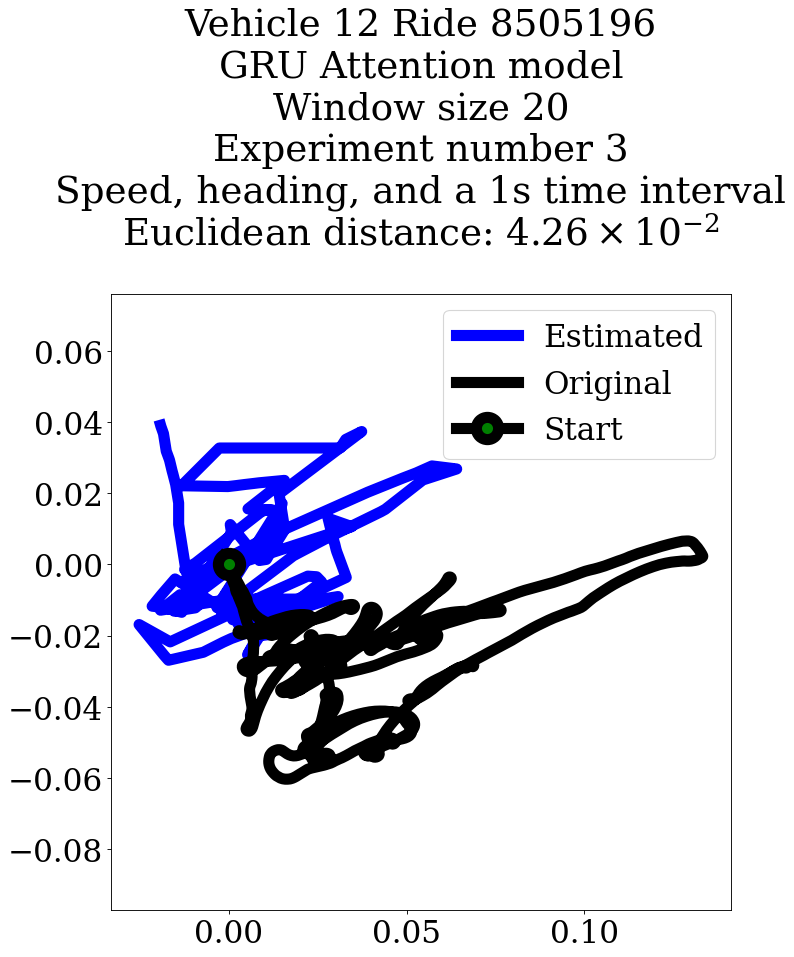 Vehicle 12 Ride 8505196
GRU Attention model
Window size 20
Experiment number 3
Speed, heading, and a 1s time interval
Euclidean distance: 4.26 × 10⁻²
Estimated
Original
Start
0.06
0.04
0.02
0.00
−0.02
−0.04
−0.06
−0.08
0.00 0.05 0.10